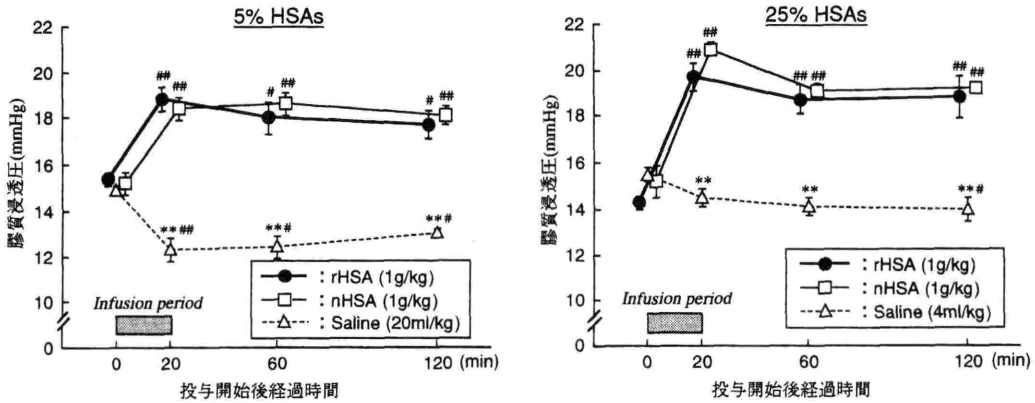 5% HSAs
22
20
18
16
14
12
10
0
膠質浸透圧(mmHg)
##
##
#
##
#
##
**##
**#
**#
: rHSA (1g/kg)
: nHSA (1g/kg)
: Saline (20ml/kg)
Infusion period
0
20
60
120
(min)
投与開始後経過時間
25% HSAs
22
20
18
16
14
12
10
0
膠質浸透圧(mmHg)
##
##
##
##
##
##
**
**
**#
: rHSA (1g/kg)
: nHSA (1g/kg)
: Saline (4ml/kg)
Infusion period
0
20
60
120
(min)
投与開始後経過時間